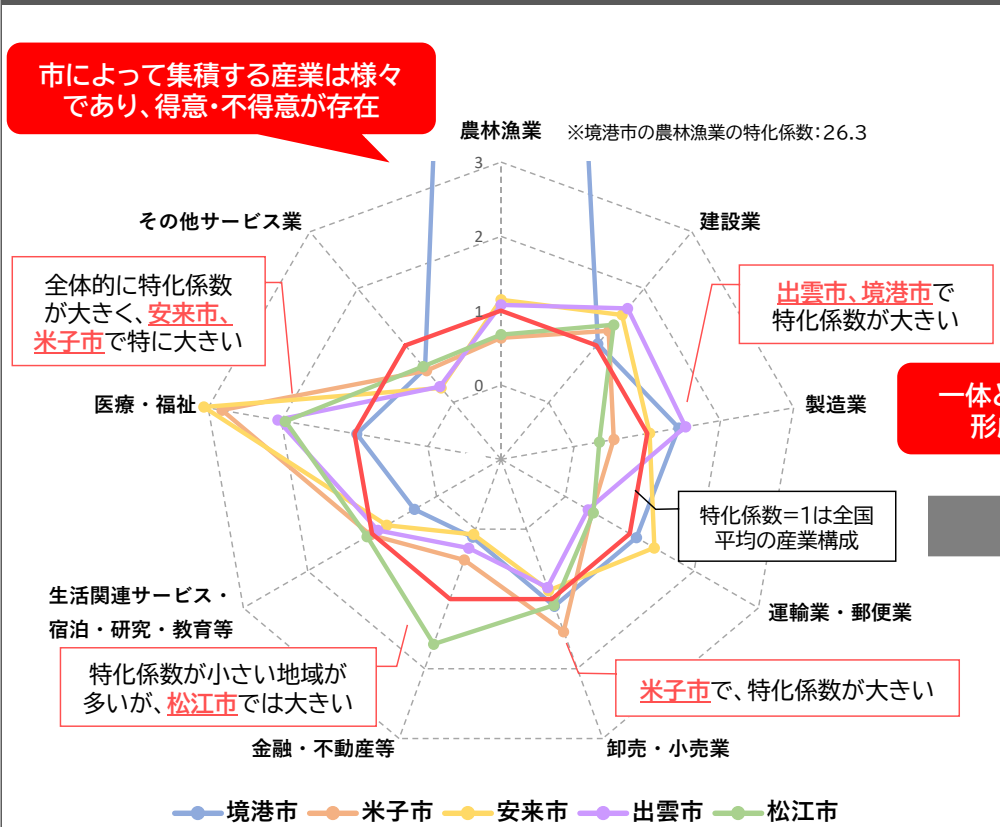 市によって集積する産業は様々
であり、得意・不得意が存在
農林漁業
※境港市の農林漁業の特化係数：26.3
3
2
1
0
その他サービス業
建設業
全体的に特化係数
が大きく、安来市、
米子市で特に大きい
出雲市、境港市で
特化係数が大きい
医療・福祉
製造業
一体と
特化係数＝1は全国
平均の産業構成
生活関連サービス・
宿泊・研究・教育等
運輸業・郵便業
特化係数が小さい地域が
多いが、松江市では大きい
米子市で、特化係数が大きい
金融・不動産等
卸売・小売業
境港市 米子市 安来市 出雲市 松江市